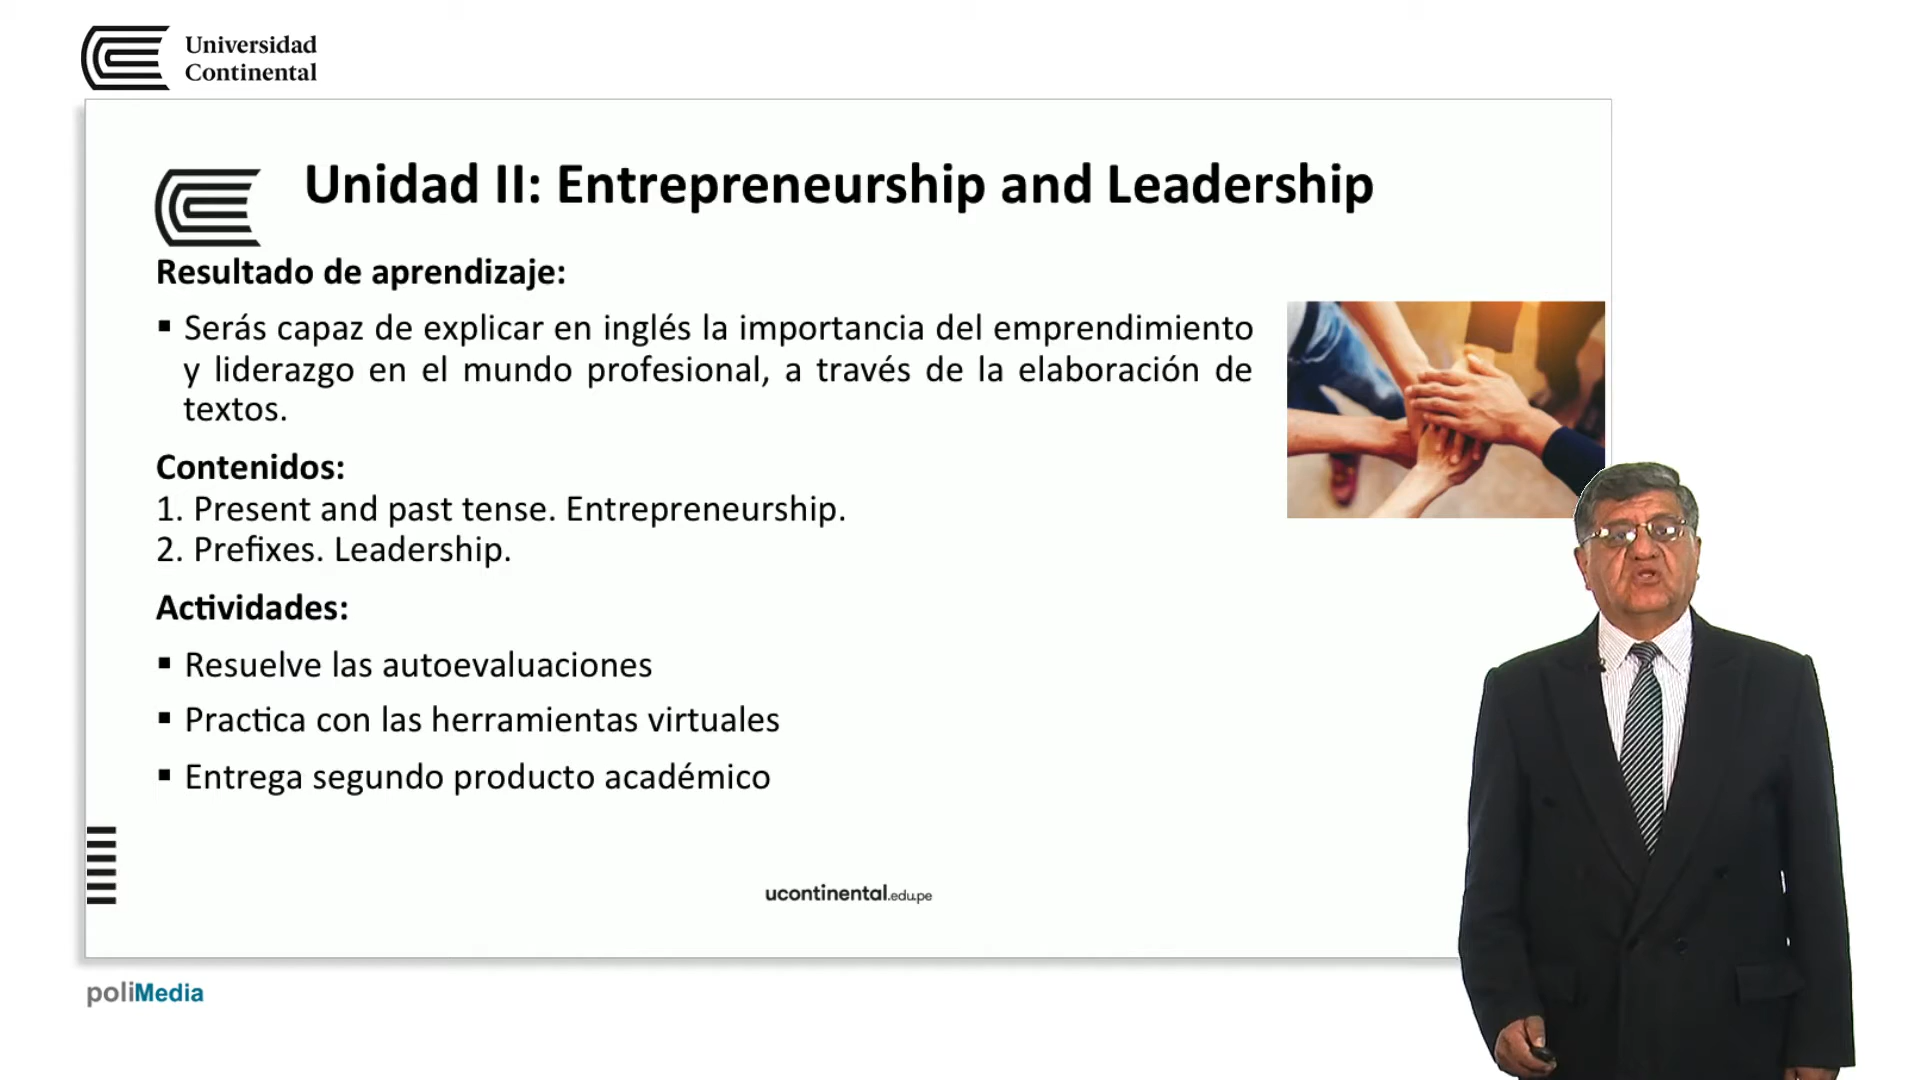 Universidad
Continental
Unidad II: Entrepreneurship and Leadership
Resultado de aprendizaje:
▪ Serás capaz de explicar en inglés la importancia del emprendimiento
y liderazgo en el mundo profesional, a través de la elaboración de
textos.
Contenidos:
1. Present and past tense. Entrepreneurship.
2. Prefixes. Leadership.
Actividades:
▪ Resuelve las autoevaluaciones
▪ Practica con las herramientas virtuales
▪ Entrega segundo producto académico
ucontinental.edu.pe
poliMedia